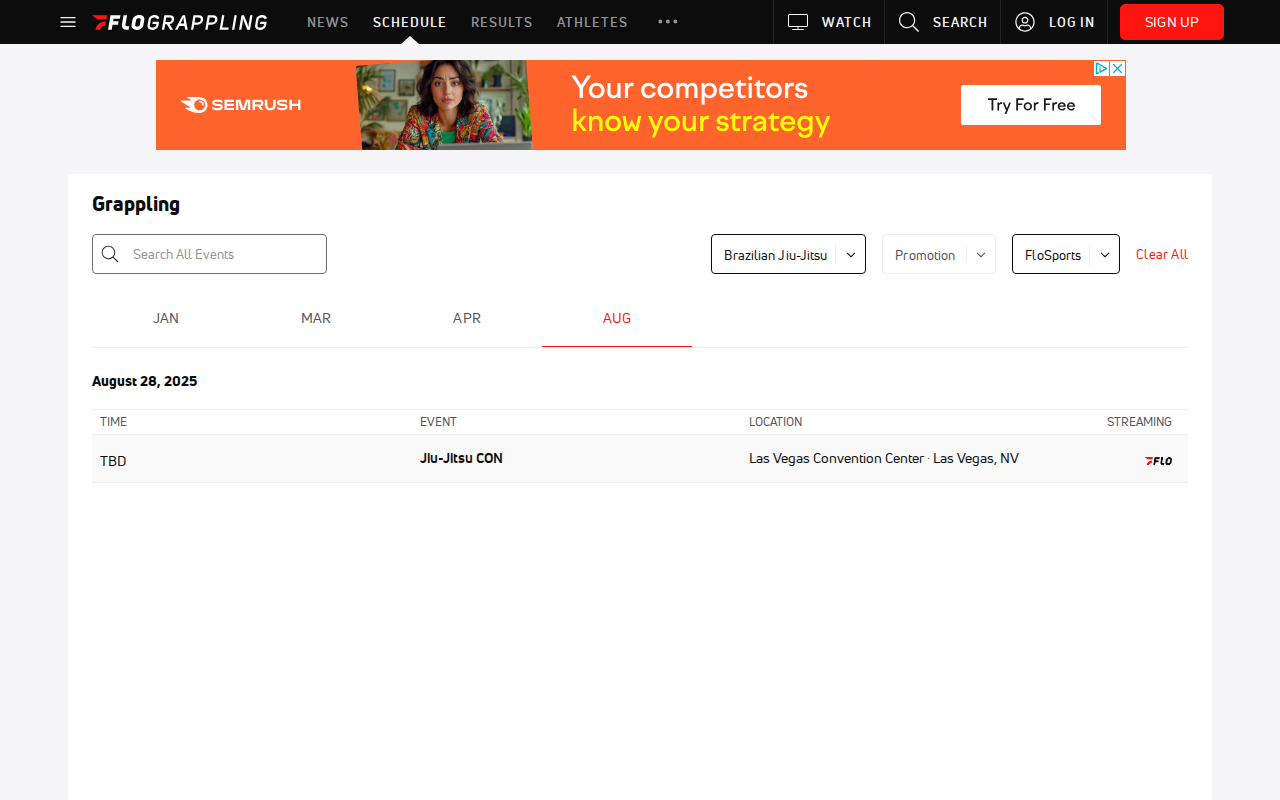 FLOGRAPPLING NEWS SCHEDULE RESULTS ATHLETES ••• WATCH SEARCH LOG IN SIGN UP
SEMRUSH
Your competitors
know your strategy
Try For Free
Grappling
Search All Events
Brazilian Jiu-Jitsu
Promotion
FloSports
Clear All
JAN MAR APR AUG
August 28, 2025
TIME EVENT LOCATION STREAMING
TBD Jiu-Jitsu CON Las Vegas Convention Center · Las Vegas, NV FLO